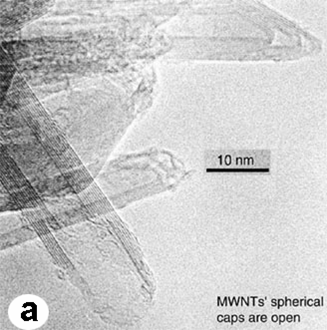 10 nm
a
MWNTs' spherical
caps are open